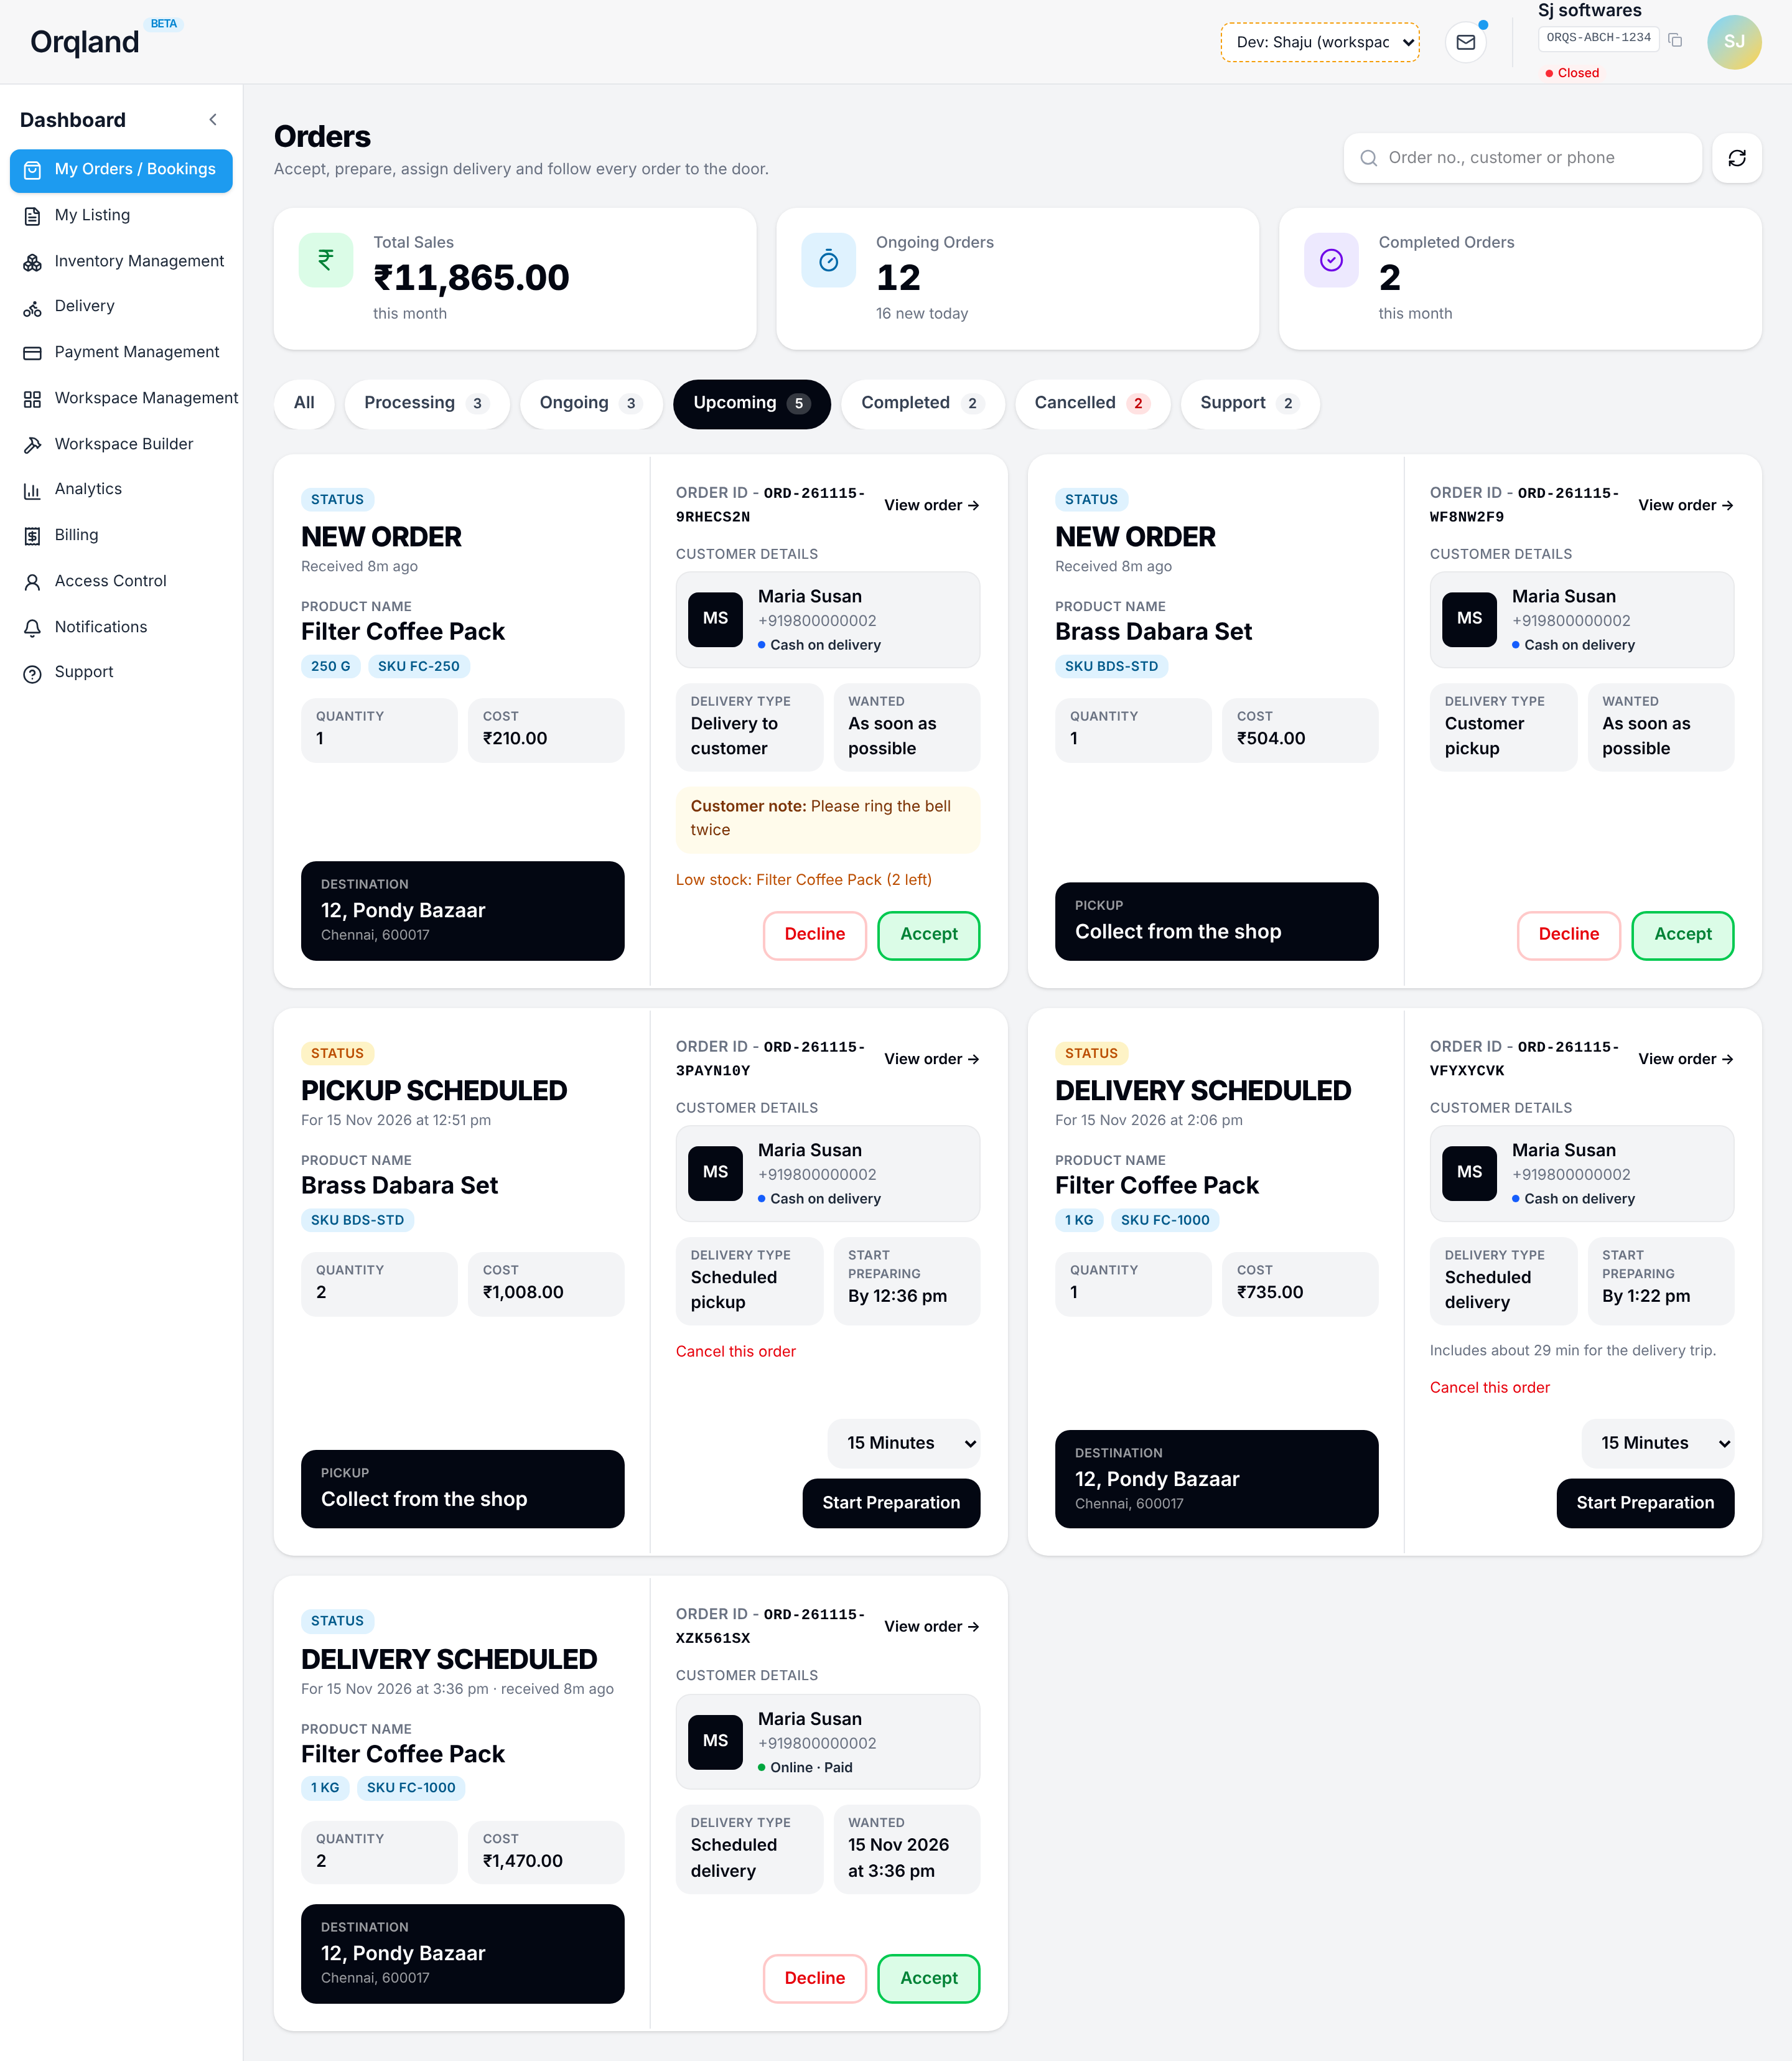 Orqland BETA
Dev: Shaju (workspac
Sj softwares
ORQS-ABCH-1234
Closed
SJ
Dashboard
My Orders / Bookings
My Listing
Inventory Management
Delivery
Payment Management
Workspace Management
Workspace Builder
Analytics
Billing
Access Control
Notifications
Support
Orders
Accept, prepare, assign delivery and follow every order to the door.
Order no., customer or phone
₹
Total Sales
₹11,865.00
this month
Ongoing Orders
12
16 new today
Completed Orders
2
this month
All
Processing 3
Ongoing 3
Upcoming 5
Completed 2
Cancelled 2
Support 2
STATUS
NEW ORDER
Received 8m ago
PRODUCT NAME
Filter Coffee Pack
250 G SKU FC-250
QUANTITY
1
COST
₹210.00
DESTINATION
12, Pondy Bazaar
Chennai, 600017
ORDER ID - ORD-261115-
9RHECS2N
View order →
CUSTOMER DETAILS
MS
Maria Susan
+919800000002
Cash on delivery
DELIVERY TYPE
Delivery to
customer
WANTED
As soon as
possible
Customer note: Please ring the bell
twice
Low stock: Filter Coffee Pack (2 left)
Decline
Accept
STATUS
NEW ORDER
Received 8m ago
PRODUCT NAME
Brass Dabara Set
SKU BDS-STD
QUANTITY
1
COST
₹504.00
PICKUP
Collect from the shop
ORDER ID - ORD-261115-
WF8NW2F9
View order →
CUSTOMER DETAILS
MS
Maria Susan
+919800000002
Cash on delivery
DELIVERY TYPE
Customer
pickup
WANTED
As soon as
possible
Decline
Accept
STATUS
PICKUP SCHEDULED
For 15 Nov 2026 at 12:51 pm
PRODUCT NAME
Brass Dabara Set
SKU BDS-STD
QUANTITY
2
COST
₹1,008.00
PICKUP
Collect from the shop
ORDER ID - ORD-261115-
3PAYN10Y
View order →
CUSTOMER DETAILS
MS
Maria Susan
+919800000002
Cash on delivery
DELIVERY TYPE
Scheduled
pickup
START
PREPARING
By 12:36 pm
Cancel this order
15 Minutes
Start Preparation
STATUS
DELIVERY SCHEDULED
For 15 Nov 2026 at 2:06 pm
PRODUCT NAME
Filter Coffee Pack
1 KG SKU FC-1000
QUANTITY
1
COST
₹735.00
DESTINATION
12, Pondy Bazaar
Chennai, 600017
ORDER ID - ORD-261115-
VFYXYCVK
View order →
CUSTOMER DETAILS
MS
Maria Susan
+919800000002
Cash on delivery
DELIVERY TYPE
Scheduled
delivery
START
PREPARING
By 1:22 pm
Includes about 29 min for the delivery trip.
Cancel this order
15 Minutes
Start Preparation
STATUS
DELIVERY SCHEDULED
For 15 Nov 2026 at 3:36 pm · received 8m ago
PRODUCT NAME
Filter Coffee Pack
1 KG SKU FC-1000
QUANTITY
2
COST
₹1,470.00
DESTINATION
12, Pondy Bazaar
Chennai, 600017
ORDER ID - ORD-261115-
XZK561SX
View order →
CUSTOMER DETAILS
MS
Maria Susan
+919800000002
Online · Paid
DELIVERY TYPE
Scheduled
delivery
WANTED
15 Nov 2026
at 3:36 pm
Decline
Accept